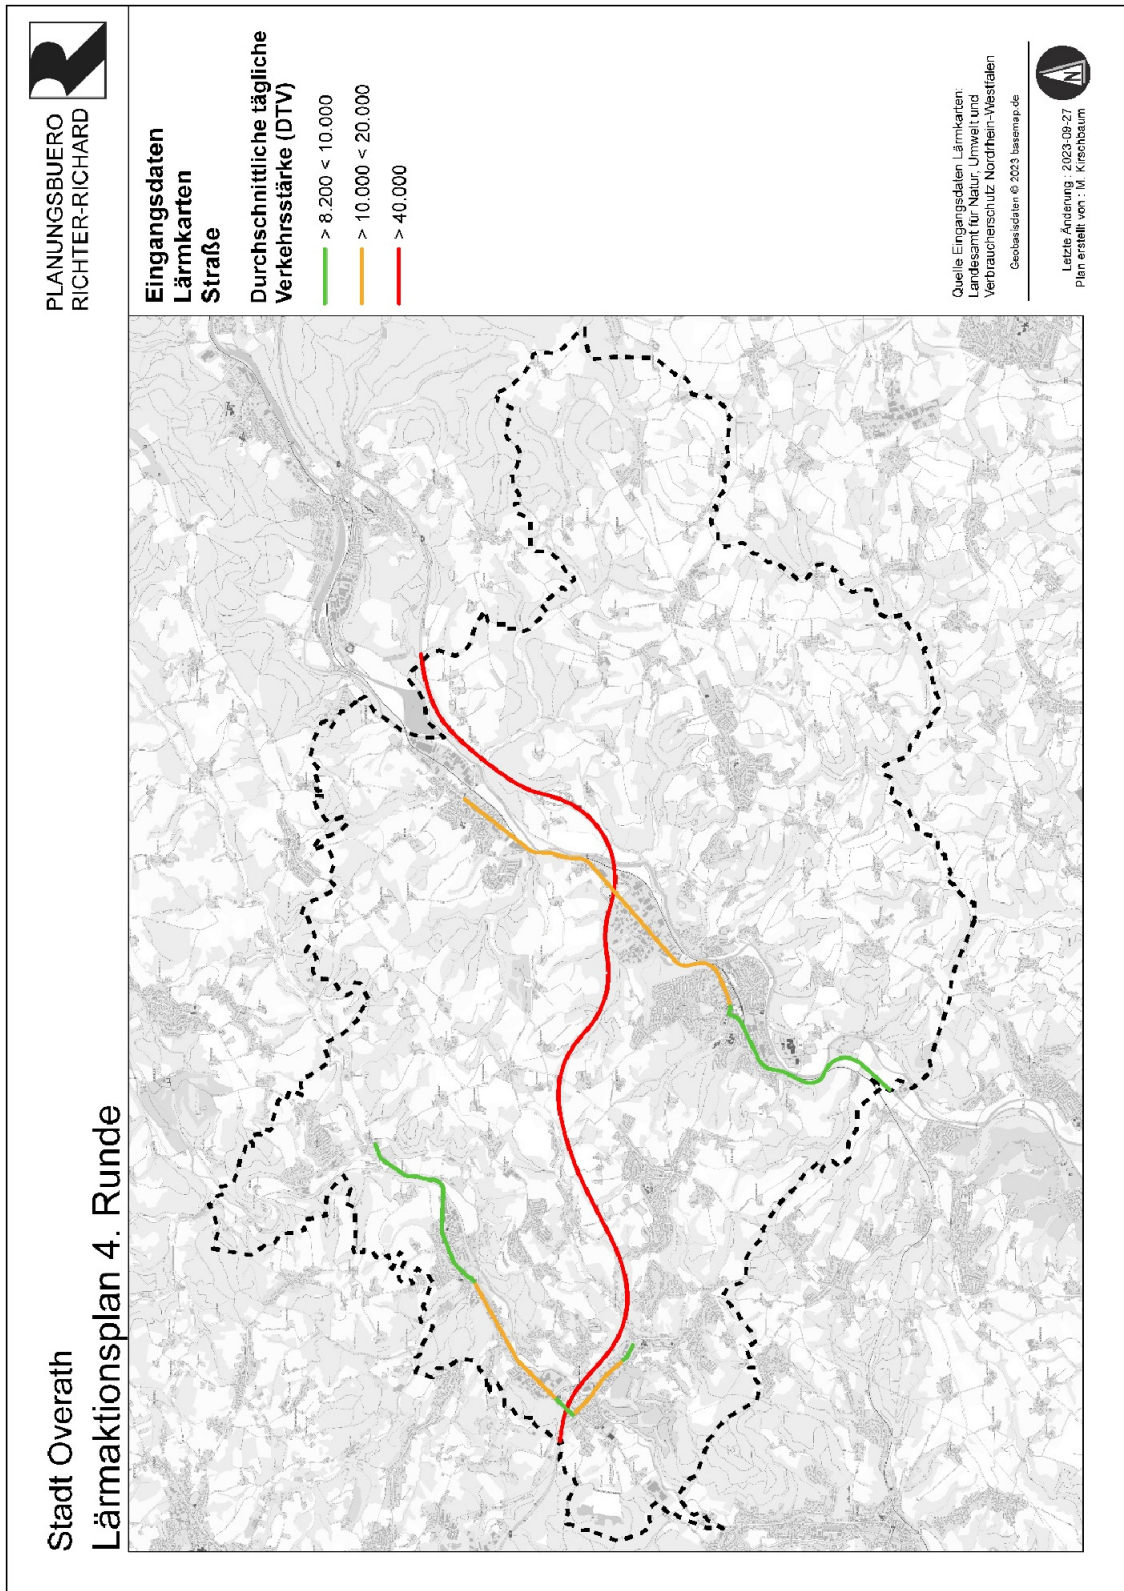 Stadt Overath
Lärmaktionsplan 4. Runde
PLANUNGSBUERO
RICHTER-RICHARD
Eingangsdaten
Lärmkarten
Straße
Durchschnittliche tägliche
Verkehrsstärke (DTV)
> 8.200 < 10.000
> 10.000 < 20.000
> 40.000
Quelle Eingangsdaten Lärmkarten:
Landesamt für Natur, Umwelt und
Verbraucherschutz Nordrhein-Westfalen
Geobasisdaten © 2023 basemap.de
N
Letzte Änderung : 2023-09-27
Plan erstellt von : M. Kirschbaum